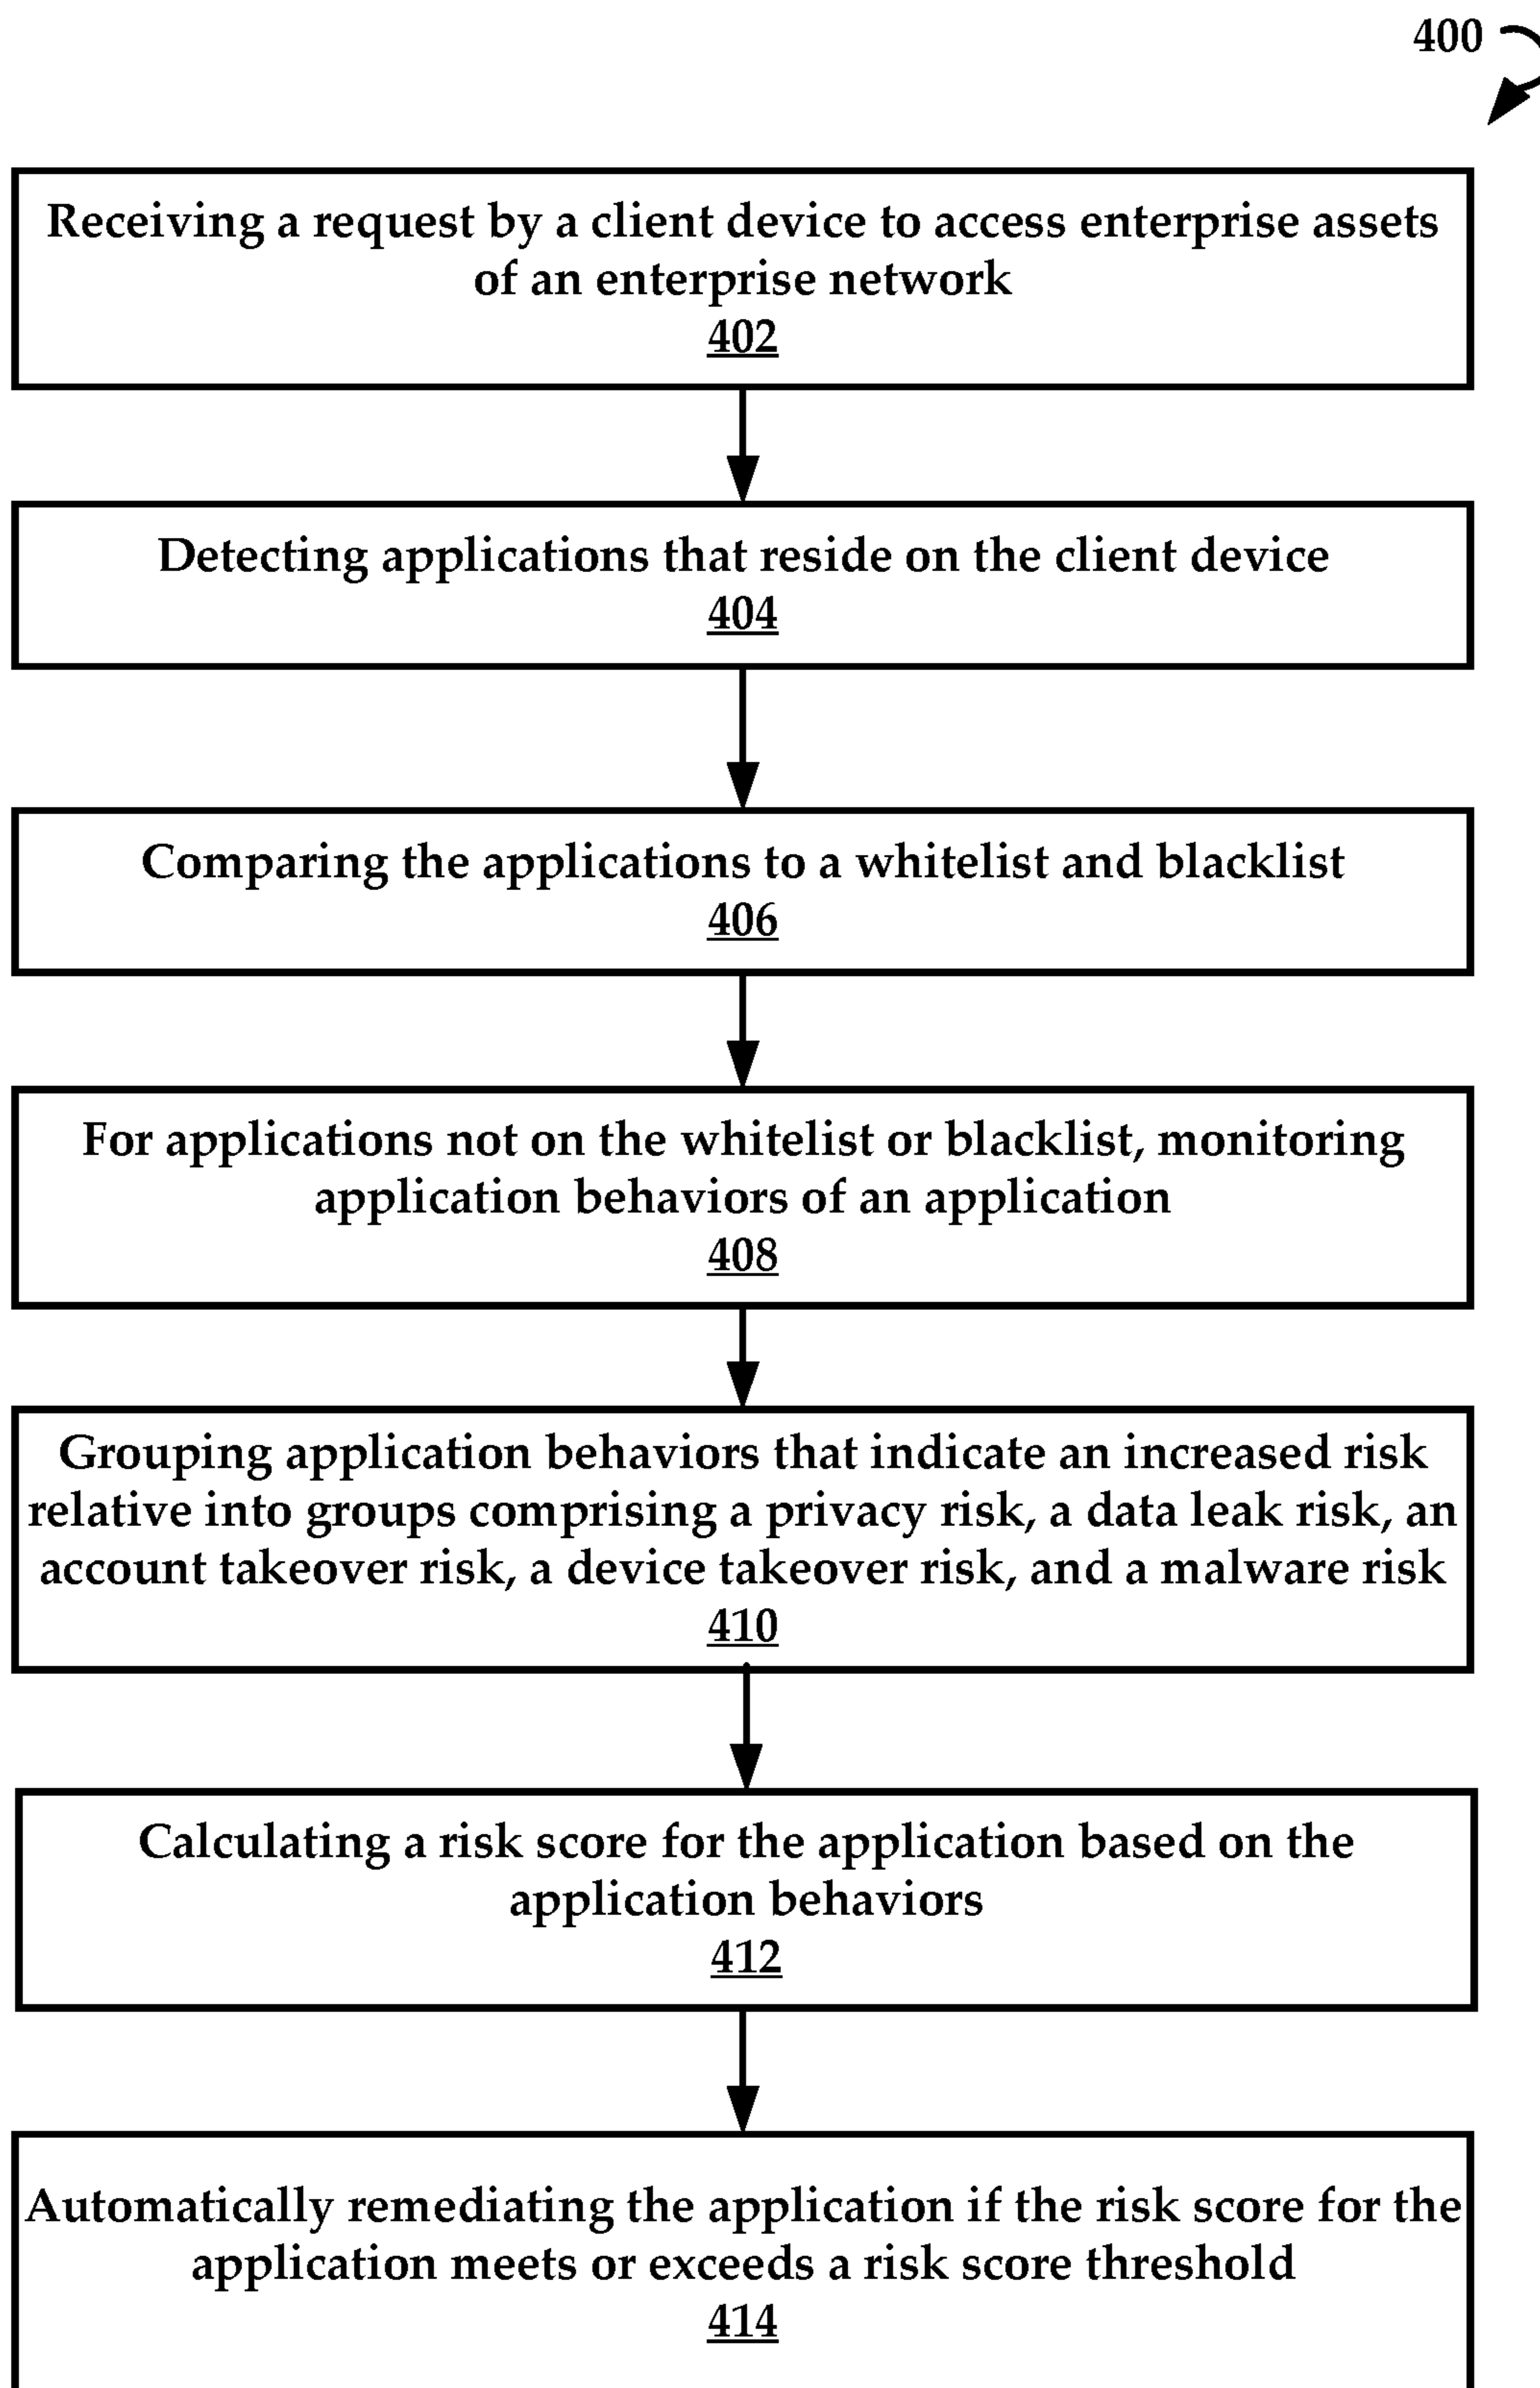 400
Receiving a request by a client device to access enterprise assets
of an enterprise network
402
Detecting applications that reside on the client device
404
Comparing the applications to a whitelist and blacklist
406
For applications not on the whitelist or blacklist, monitoring
application behaviors of an application
408
Grouping application behaviors that indicate an increased risk
relative into groups comprising a privacy risk, a data leak risk, an
account takeover risk, a device takeover risk, and a malware risk
410
Calculating a risk score for the application based on the
application behaviors
412
Automatically remediating the application if the risk score for the
application meets or exceeds a risk score threshold
414